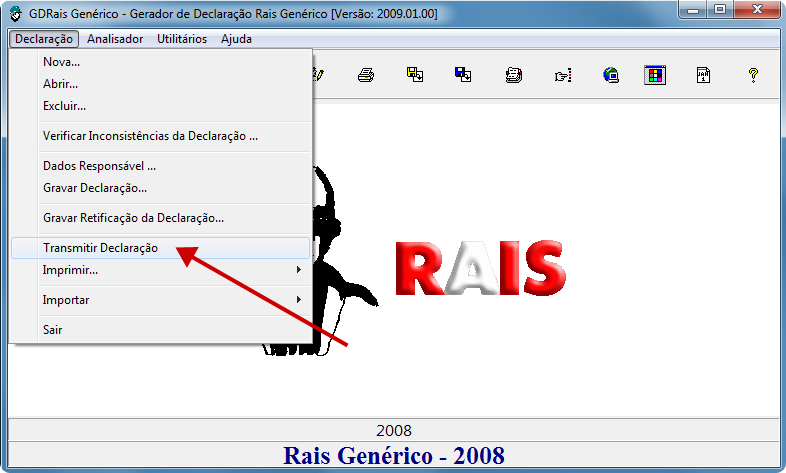 GDRais Genérico - Gerador de Declaração Rais Genérico [Versão: 2009.01.00]
Declaração Analisador Utilitários Ajuda
Nova...
Abrir...
Excluir...
Verificar Inconsistências da Declaração ...
Dados Responsável ...
Gravar Declaração...
Gravar Retificação da Declaração...
Transmitir Declaração
Imprimir...
Importar
Sair
RAIS
2008
Rais Genérico - 2008